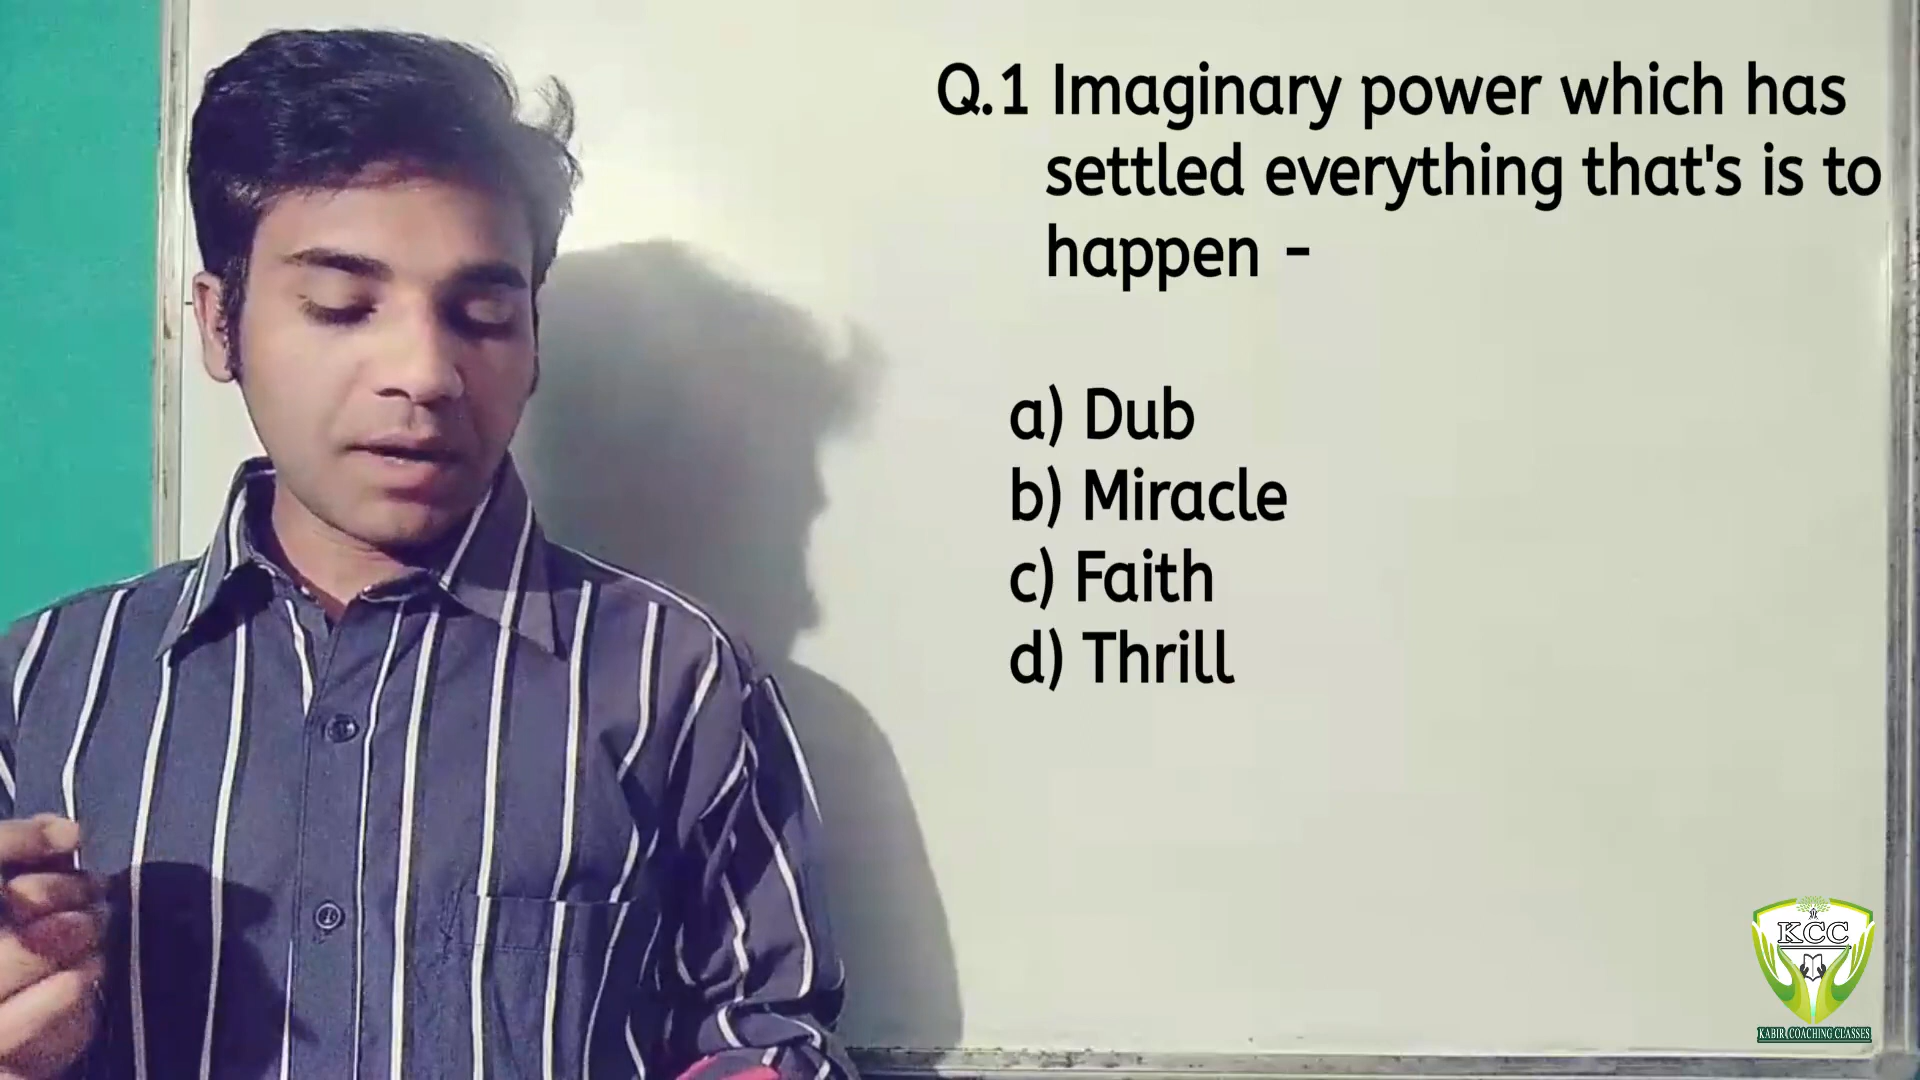 Q.1 Imaginary power which has
settled everything that's is to
happen -
a) Dub
b) Miracle
c) Faith
d) Thrill
KCC
KABIR COACHING CLASSES